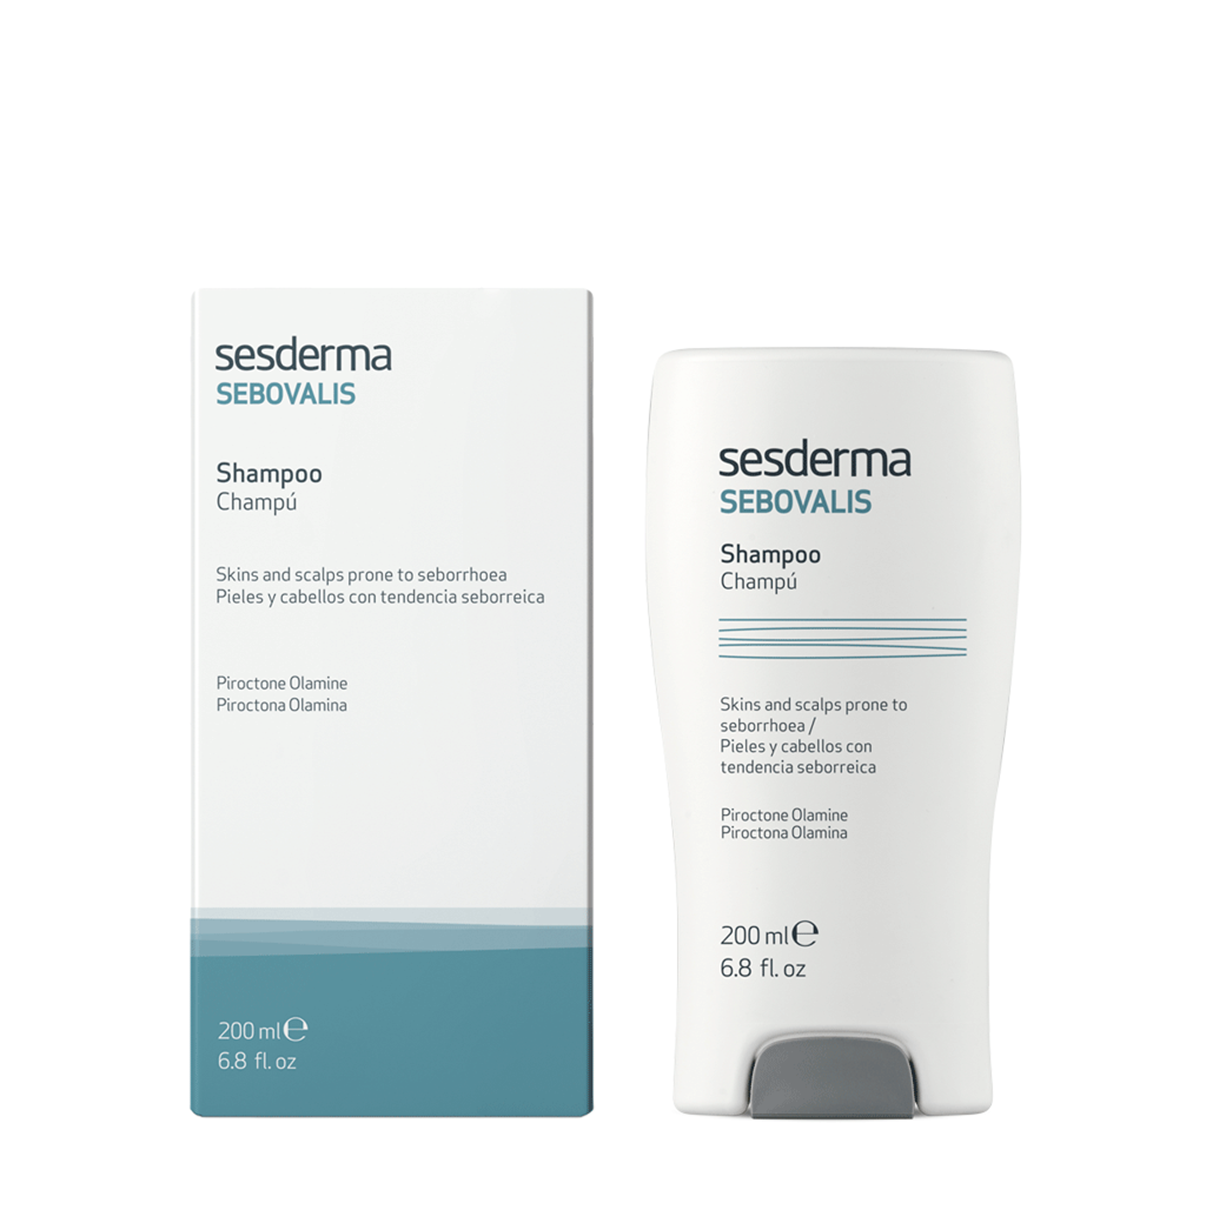 sesderma
SEBOVALIS
Shampoo
Champú
Skins and scalps prone to seborrhoea
Pieles y cabellos con tendencia seborreica
Piroctone Olamine
Piroctona Olamina
200 ml ℮
6.8 fl. oz
sesderma
SEBOVALIS
Shampoo
Champú
Skins and scalps prone to
seborrhoea /
Pieles y cabellos con
tendencia seborreica
Piroctone Olamine
Piroctona Olamina
200 ml ℮
6.8 fl. oz